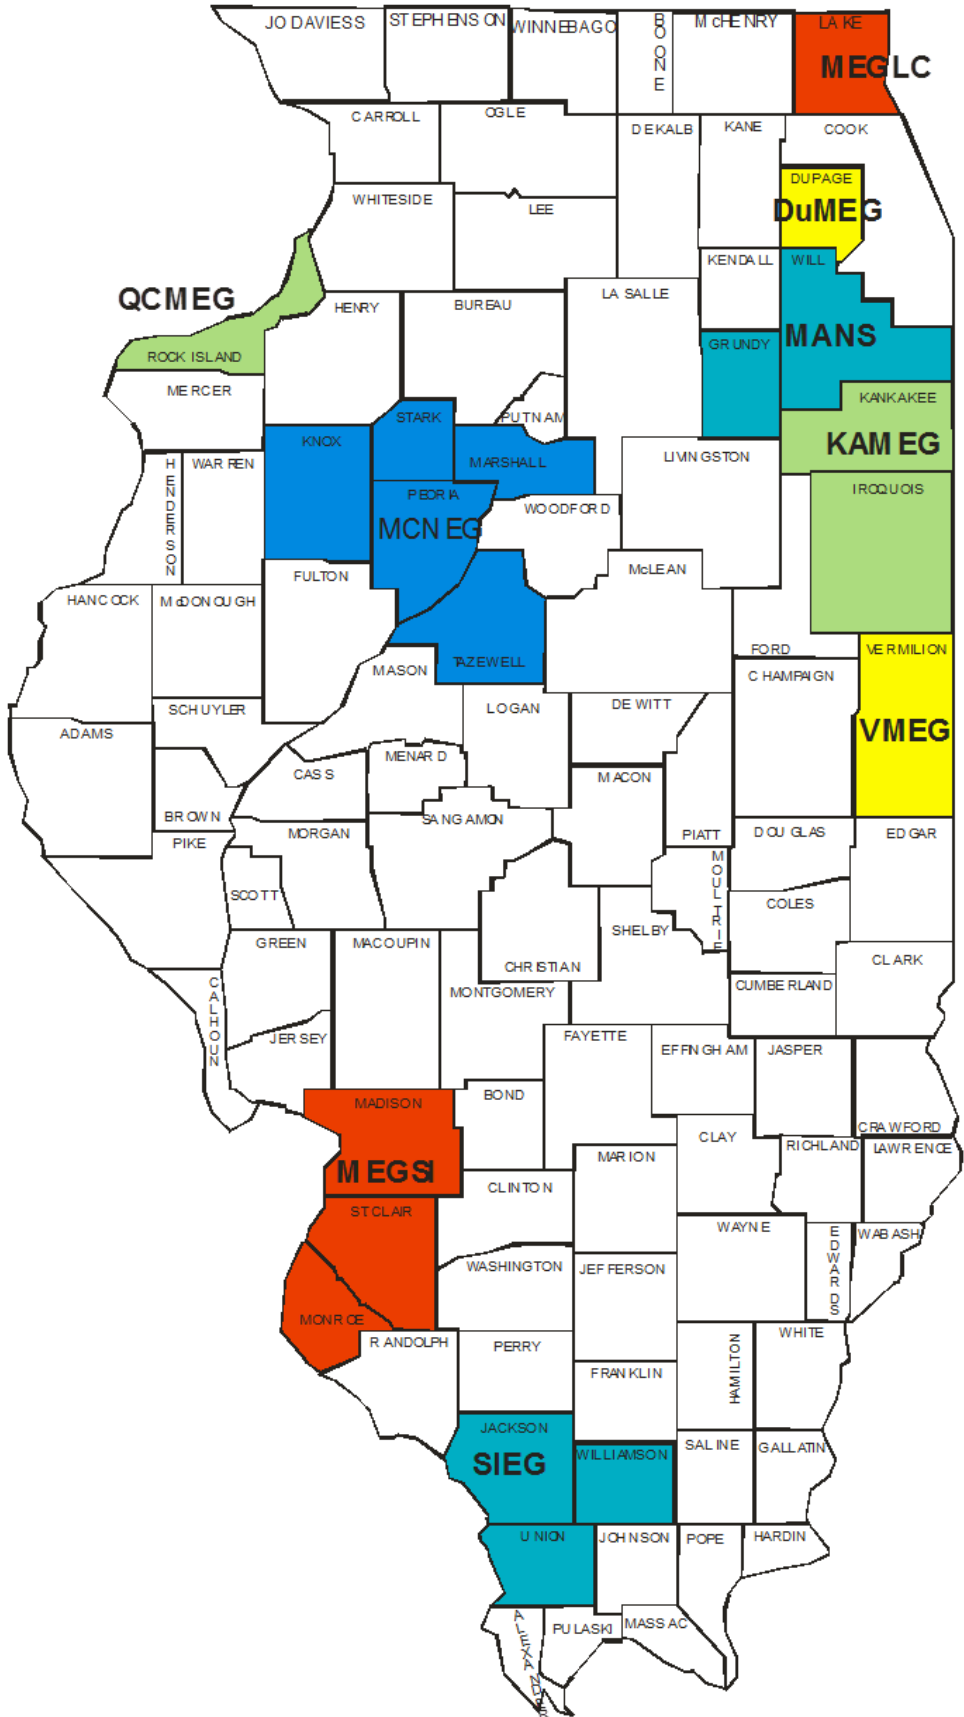 JO DAVIESS
STEPHENSON
WINNEBAGO
BOONE
McHENRY
LAKE
MEGLC
CARROLL
OGLE
DEKALB
KANE
COOK
DUPAGE
DuMEG
WHITESIDE
LEE
KENDALL
WILL
QCMEG
HENRY
BUREAU
LA SALLE
GRUNDY
MANS
ROCK ISLAND
MERCER
STARK
PUTNAM
KANKAKEE
KAMEG
KNOX
MARSHALL
LIVINGSTON
HENDERSON
WARREN
PEORIA
MCNEG
WOODFORD
IROQUOIS
FULTON
McLEAN
HANCOCK
McDONOUGH
MASON
TAZEWELL
FORD
VERMILION
CHAMPAIGN
VMEG
SCHUYLER
LOGAN
DE WITT
ADAMS
CASS
MENARD
MACON
BROWN
SANGAMON
PIATT
DOUGLAS
EDGAR
PIKE
MORGAN
MOULTRIE
SCOTT
COLES
SHELBY
GREEN
MACOUPIN
CHRISTIAN
CLARK
CALHOUN
MONTGOMERY
CUMBERLAND
JERSEY
FAYETTE
EFFINGHAM
JASPER
MADISON
BOND
CRAWFORD
MEGSI
CLAY
RICHLAND
LAWRENCE
MARION
CLINTON
ST CLAIR
WAYNE
EDWARDS
WABASH
WASHINGTON
JEFFERSON
MONROE
RANDOLPH
PERRY
HAMILTON
WHITE
FRANKLIN
JACKSON
SIEG
WILLIAMSON
SALINE
GALLATIN
UNION
JOHNSON
POPE
HARDIN
ALEXANDER
PULASKI
MASSAC